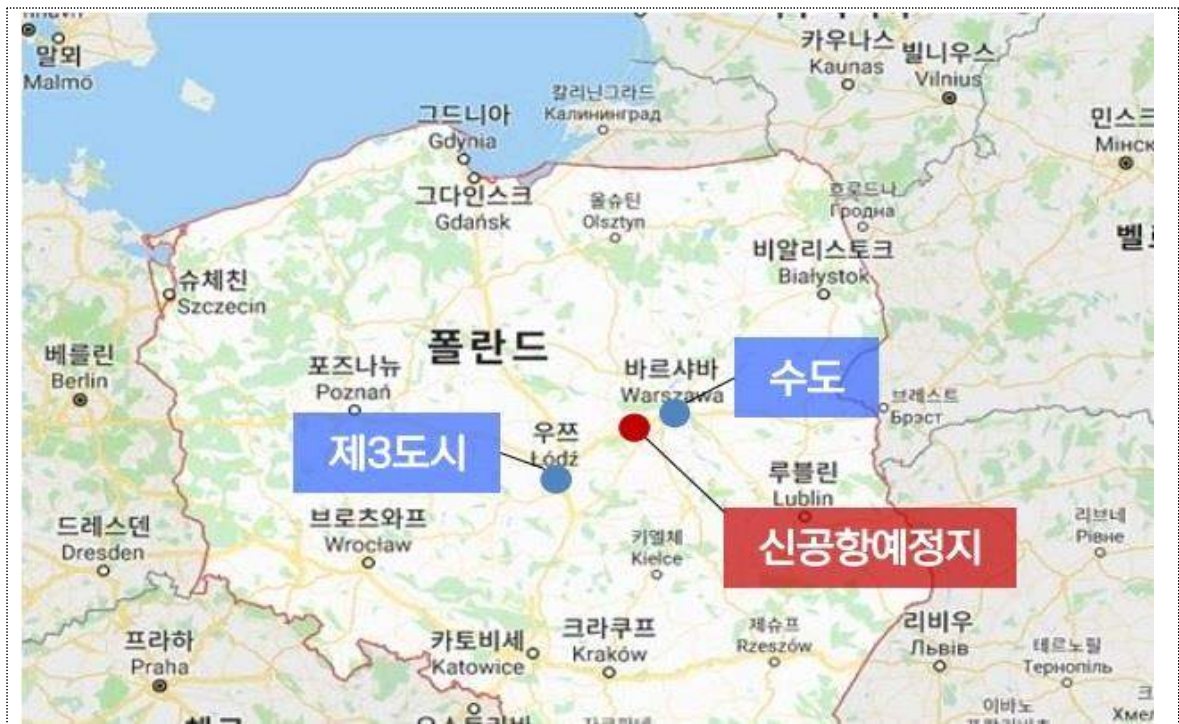 말뫼
Malmö
카우나스
Kaunas
빌니우스
Vilnius
칼리닌그라드
Калининград
그드니아
Gdynia
민스크
그다인스크
Gdańsk
올슈틴
Olsztyn
흐로드나
Гродна
비알리스토크
Białystok
슈체친
Szczecin
폴란드
베를린
Berlin
포즈나뉴
Poznań
바르샤바
Warszawa
수도
브레스트
Брэст
제3도시
우쯔
Łódź
루블린
Lublin
신공항예정지
드레스덴
Dresden
브로츠와프
Wrocław
키엘체
Kielce
리브네
Рівне
프라하
Praha
카토비체
Katowice
크라쿠프
Kraków
제슈프
Rzeszów
리비우
Львів
테르노필
Тернопіль
이바노